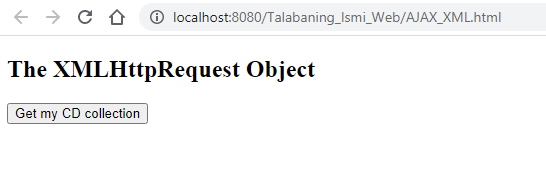 localhost:8080/Talabaning_Ismi_Web/AJAX_XML.html
The XMLHttpRequest Object
Get my CD collection